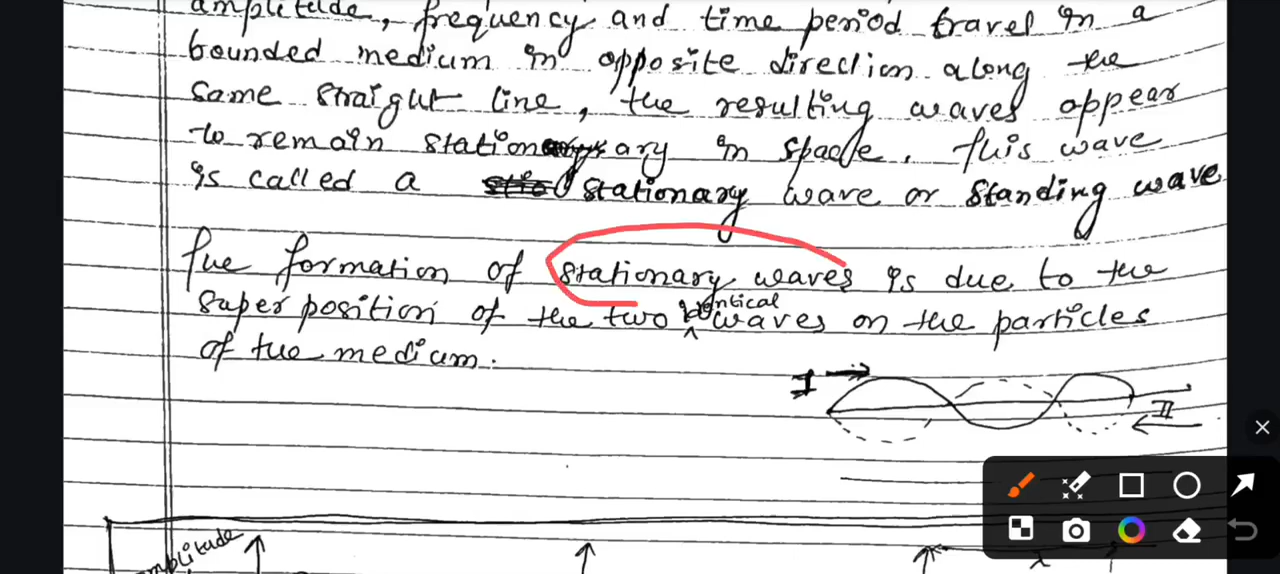 amplitude, frequency and time period travel in a
bounded medium in opposite direction along the
same straight line, the resulting waves appear
to remain stationary in space. This wave
is called a stationary wave or standing wave
The formation of stationary waves is due to the
super position of the two identical waves on the particles
of the medium.
I
II
amplitude
λ